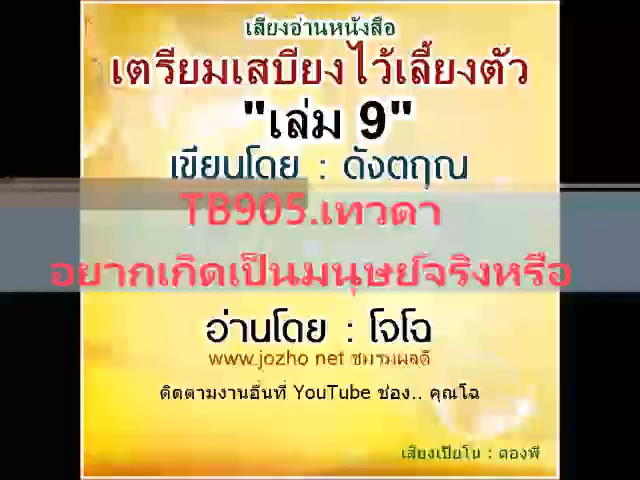 เสียงอ่านหนังสือ
เตรียมเสบียงไว้เลี้ยงตัว
"เล่ม 9"
เขียนโดย : ดังตฤณ
TB905.เทวดา
อยากเกิดเป็นมนุษย์จริงหรือ
อ่านโดย : โจโฉ
www.jozho net ชมรมผลดี
ติดตามงานอื่นที่ YouTube ช่อง.. คุณโฉ
เสียงเปียโน : ตองพี